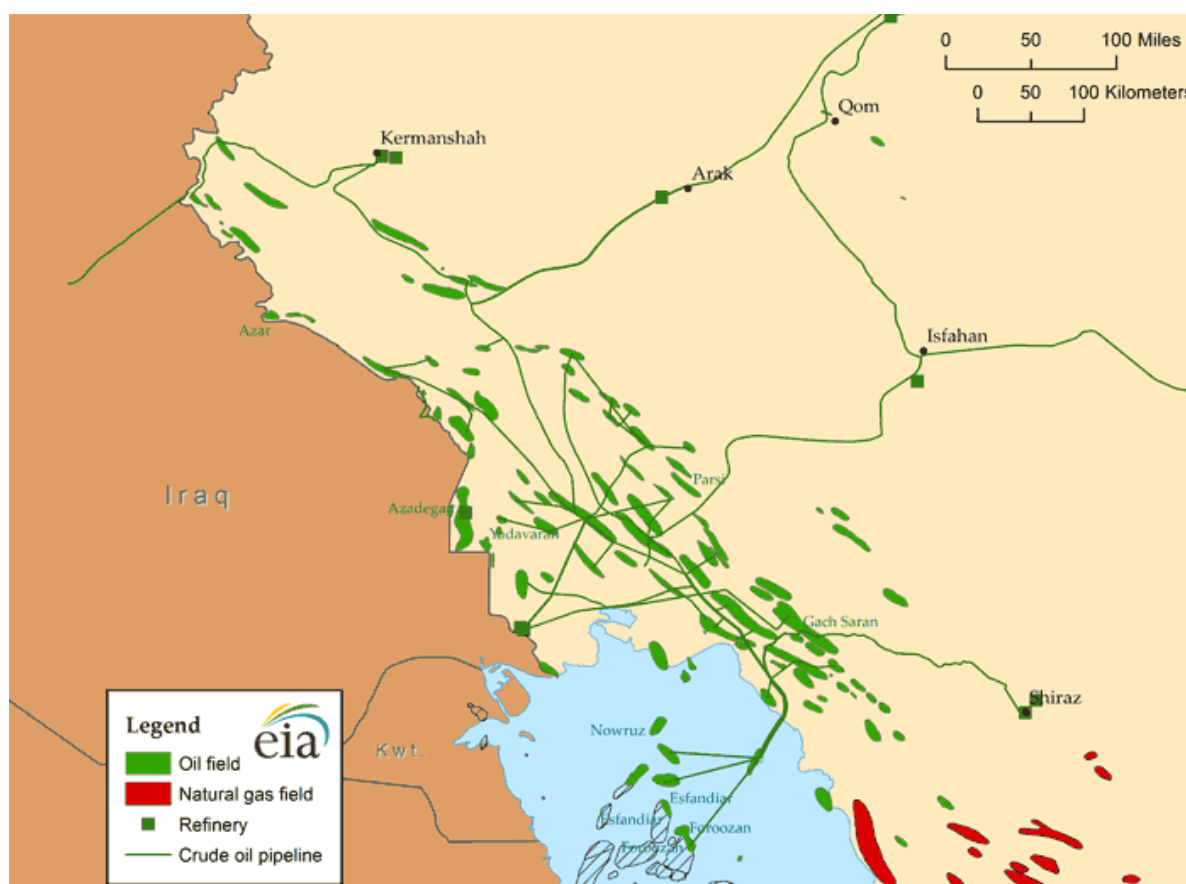 0 50 100 Miles
0 50 100 Kilometers
Qom
Kermanshah
Arak
Azar
Isfahan
Iraq
Parsi
Azadegan
Yadavaran
Gach Saran
Shiraz
Nowruz
Kwt.
Esfandiar
Esfandiar
Foroozan
Foroozan
Legend
eia
Oil field
Natural gas field
Refinery
Crude oil pipeline